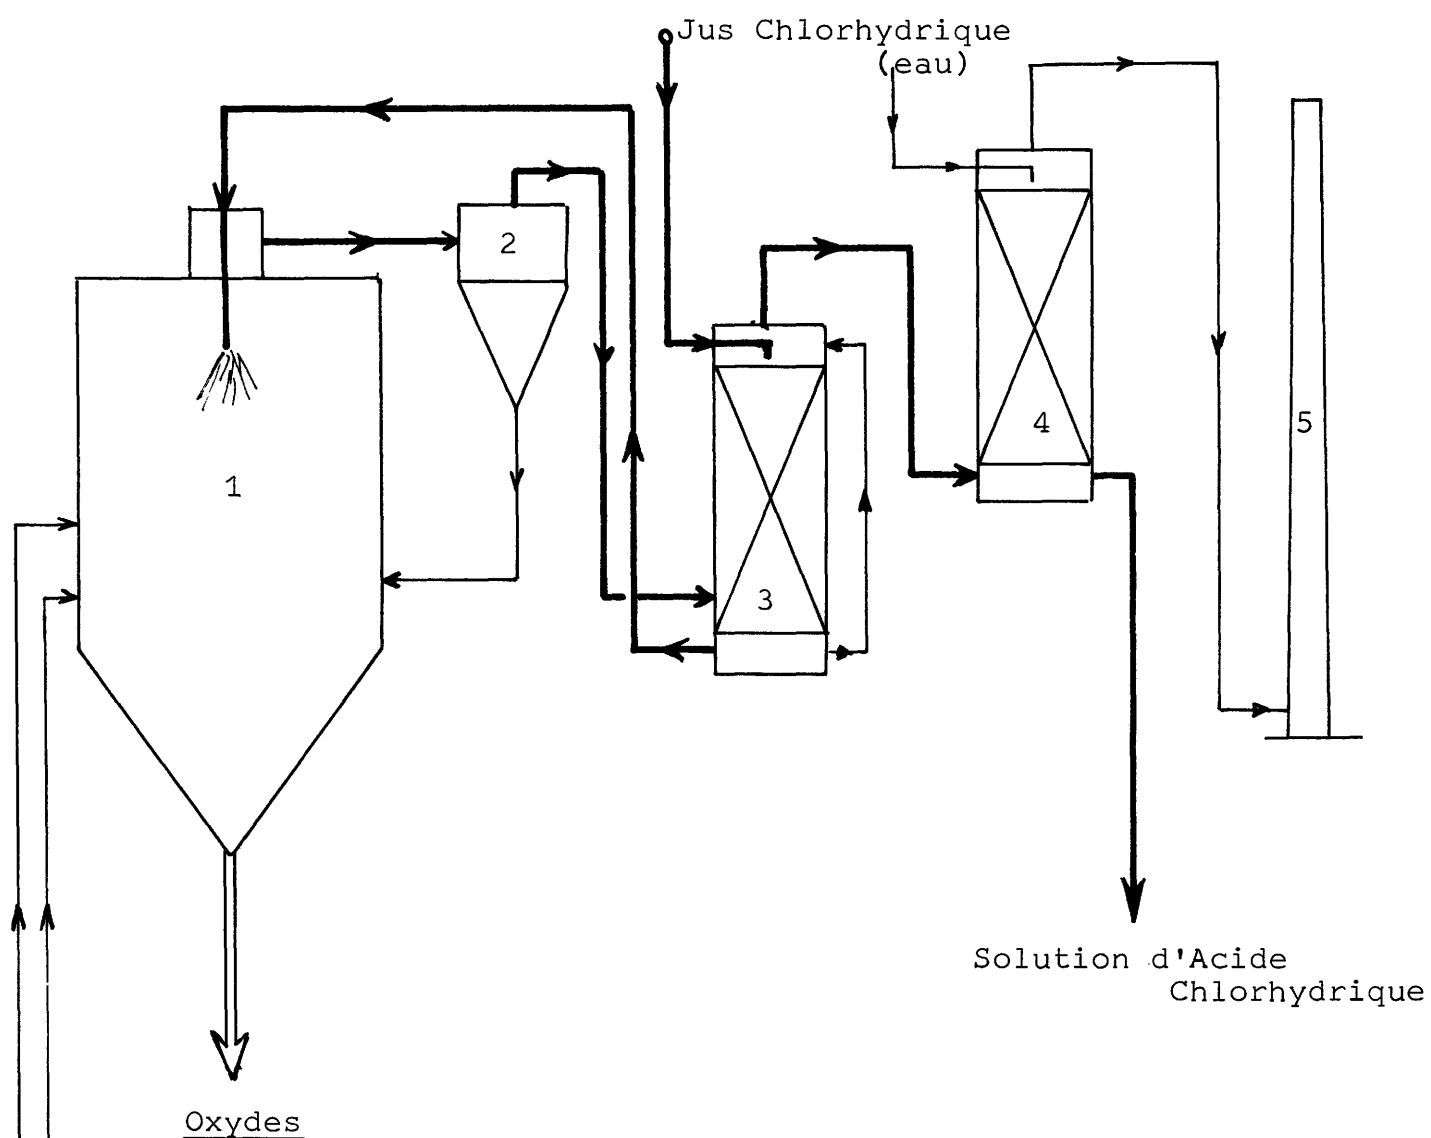 Jus Chlorhydrique
(eau)
2
4
5
1
3
Solution d'Acide
Chlorhydrique
Oxydes